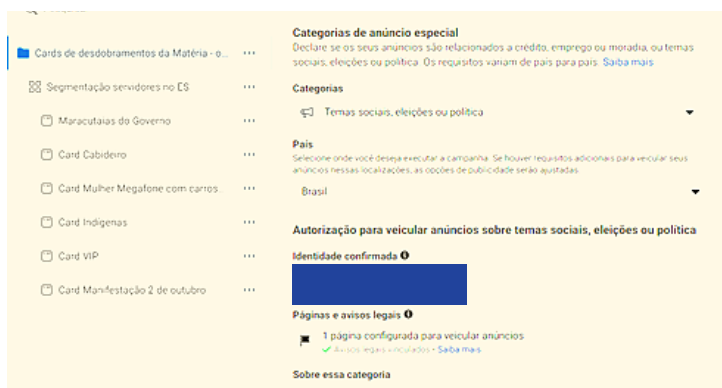 Cards de desdobramentos da Matéria - o...
Segmentação servidores no ES
Maracutaias do Governo
Card Cabideiro
Card Mulher Megafone com carros...
Card Indígenas
Card VIP
Card Manifestação 2 de outubro
Categorias de anúncio especial
Declare se os seus anúncios são relacionados a crédito, emprego ou moradia, ou temas
sociais, eleições ou política. Os requisitos variam de país para país. Saiba mais
Categorias
Temas sociais, eleições ou política
País
Selecione onde você deseja executar a campanha. Se houver requisitos adicionais para veicular seus
anúncios nessas localizações, as opções de publicidade serão ajustadas.
Brasil
Autorização para veicular anúncios sobre temas sociais, eleições ou política
Identidade confirmada
Páginas e avisos legais
1 página configurada para veicular anúncios
Avisos legais vinculados • Saiba mais
Sobre essa categoria